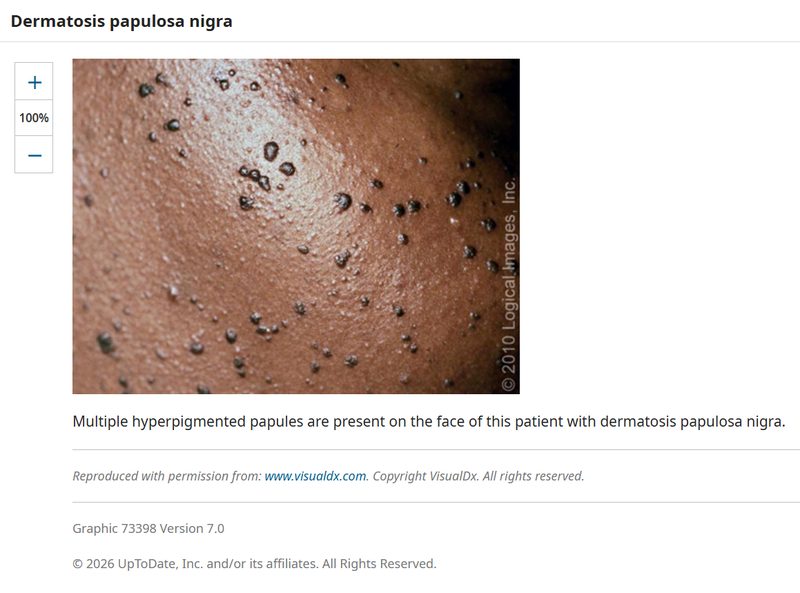 Dermatosis papulosa nigra
+
100%
−
© 2010 Logical Images, Inc.
Multiple hyperpigmented papules are present on the face of this patient with dermatosis papulosa nigra.
Reproduced with permission from: www.visualdx.com. Copyright VisualDx. All rights reserved.
Graphic 73398 Version 7.0
© 2026 UpToDate, Inc. and/or its affiliates. All Rights Reserved.